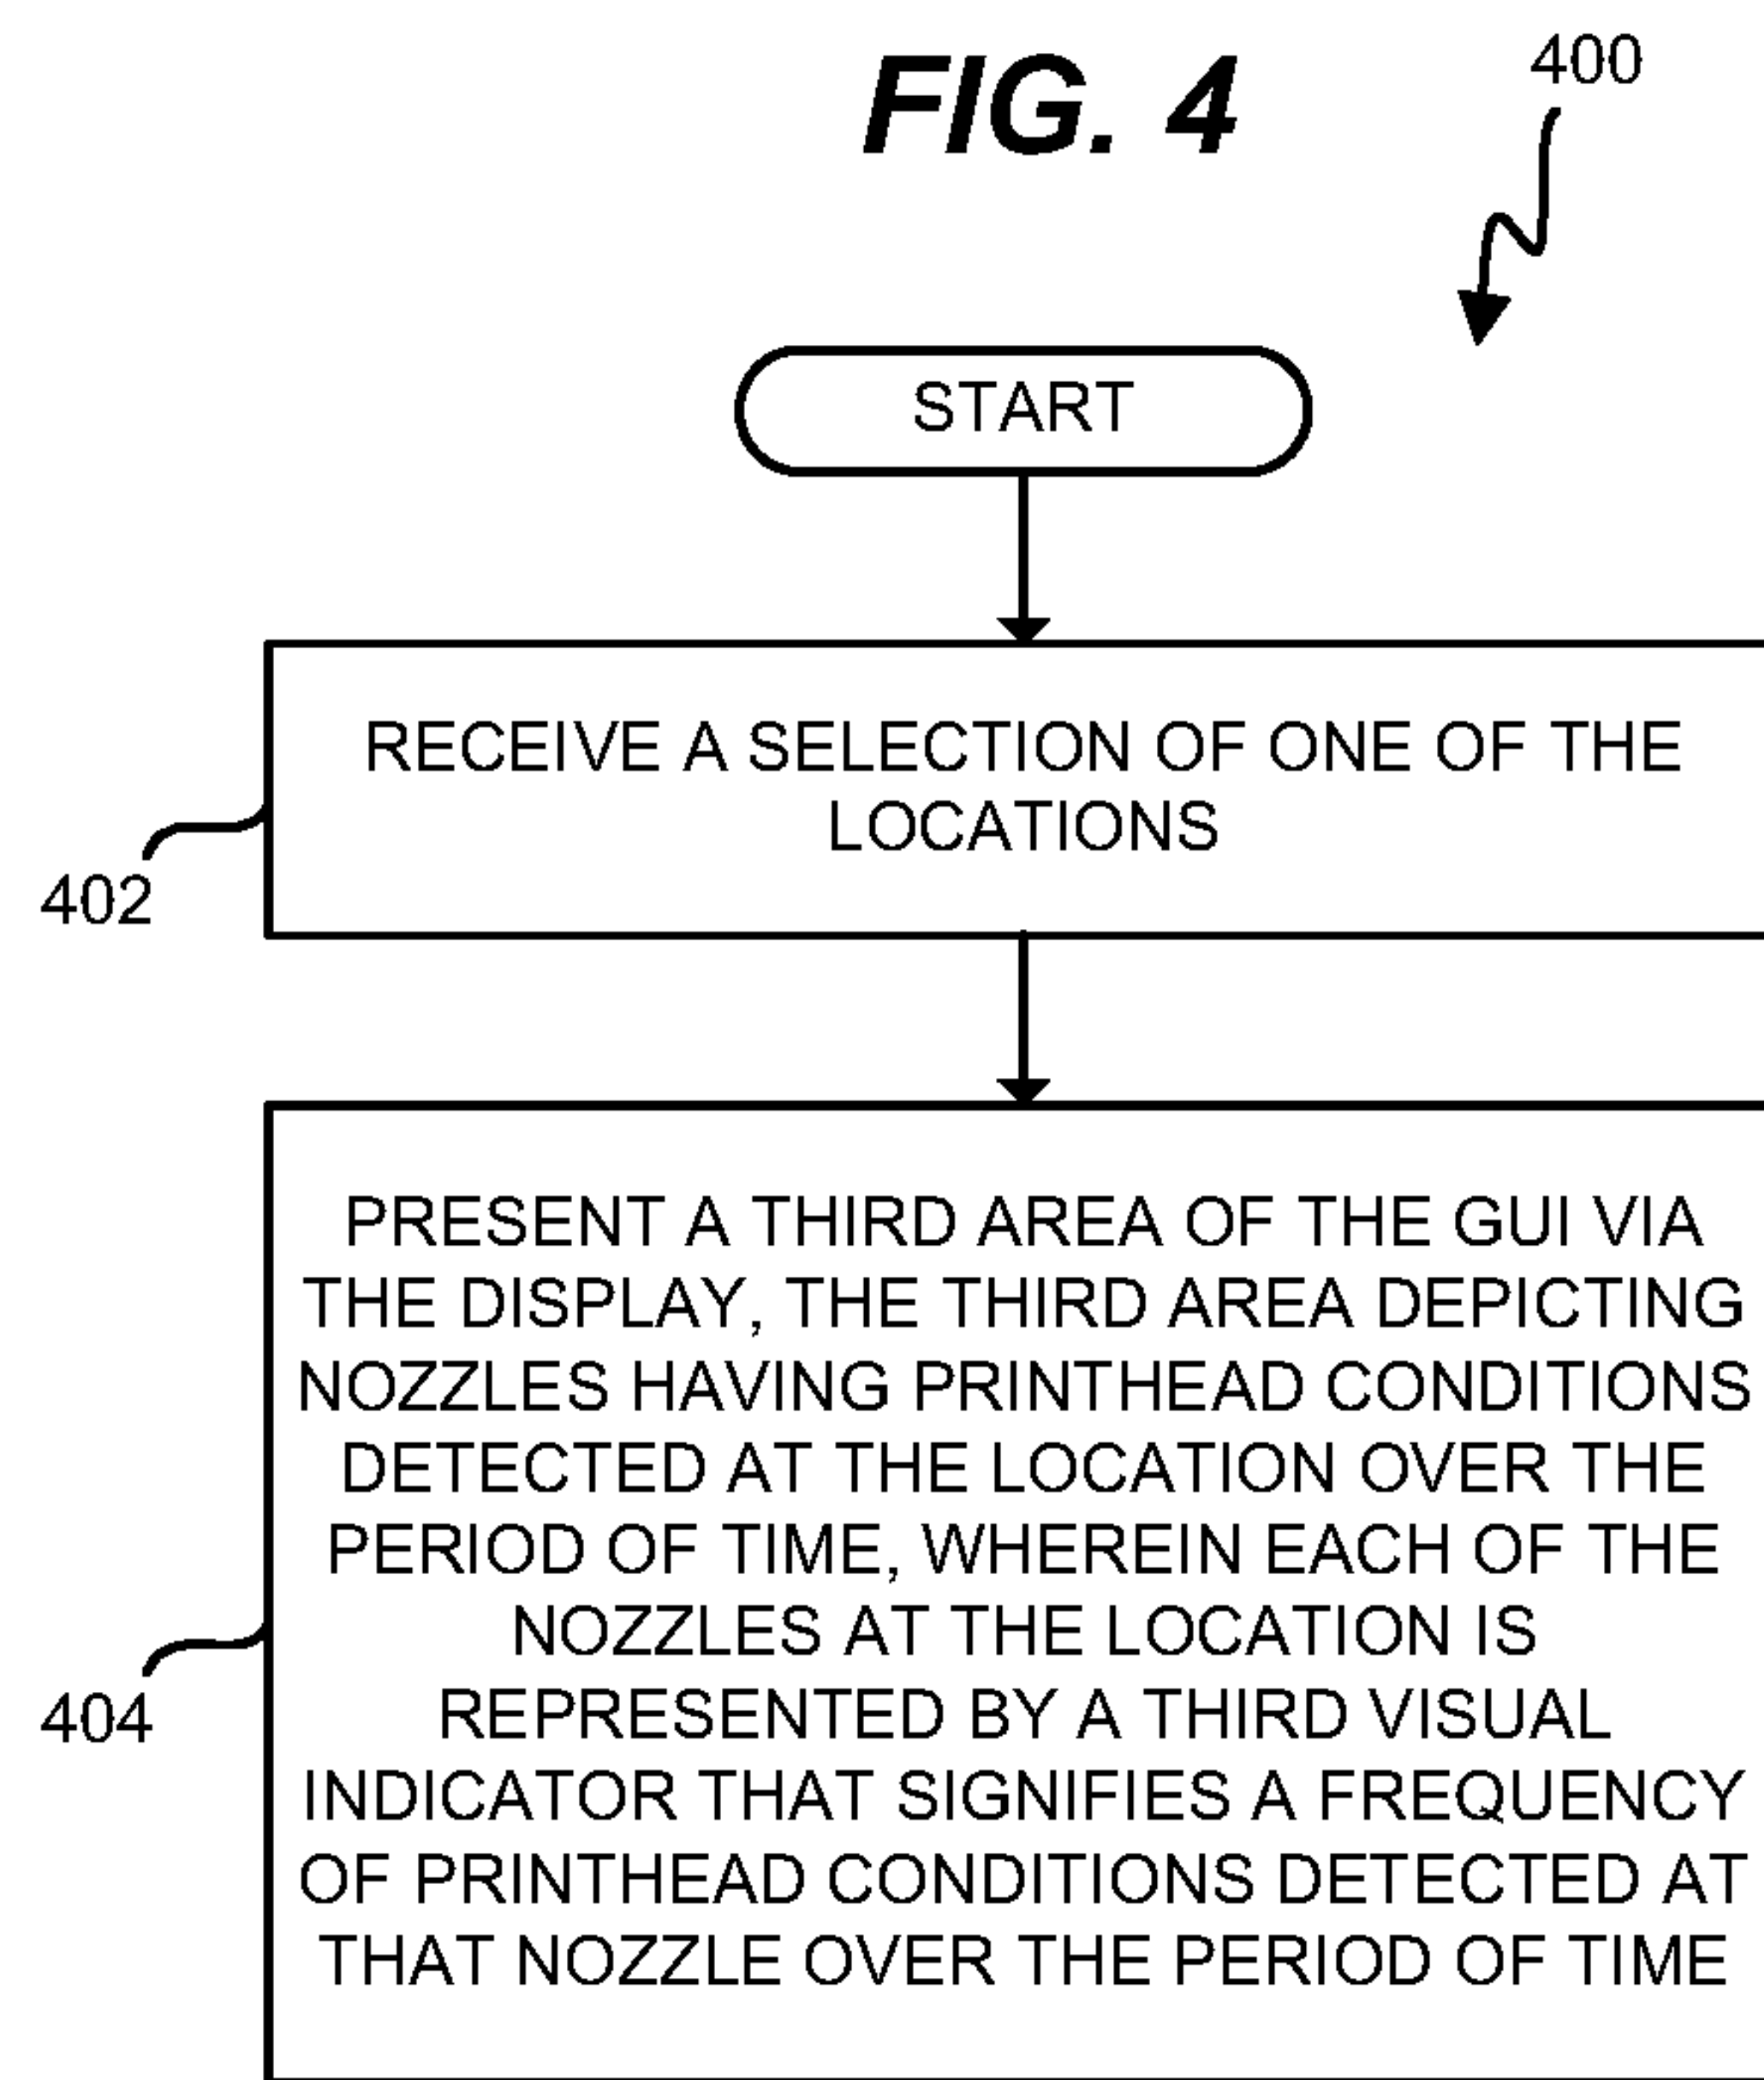 FIG. 4
400
START
RECEIVE A SELECTION OF ONE OF THE
LOCATIONS
402
PRESENT A THIRD AREA OF THE GUI VIA
THE DISPLAY, THE THIRD AREA DEPICTING
NOZZLES HAVING PRINTHEAD CONDITIONS
DETECTED AT THE LOCATION OVER THE
PERIOD OF TIME, WHEREIN EACH OF THE
NOZZLES AT THE LOCATION IS
REPRESENTED BY A THIRD VISUAL
INDICATOR THAT SIGNIFIES A FREQUENCY
OF PRINTHEAD CONDITIONS DETECTED AT
THAT NOZZLE OVER THE PERIOD OF TIME
404